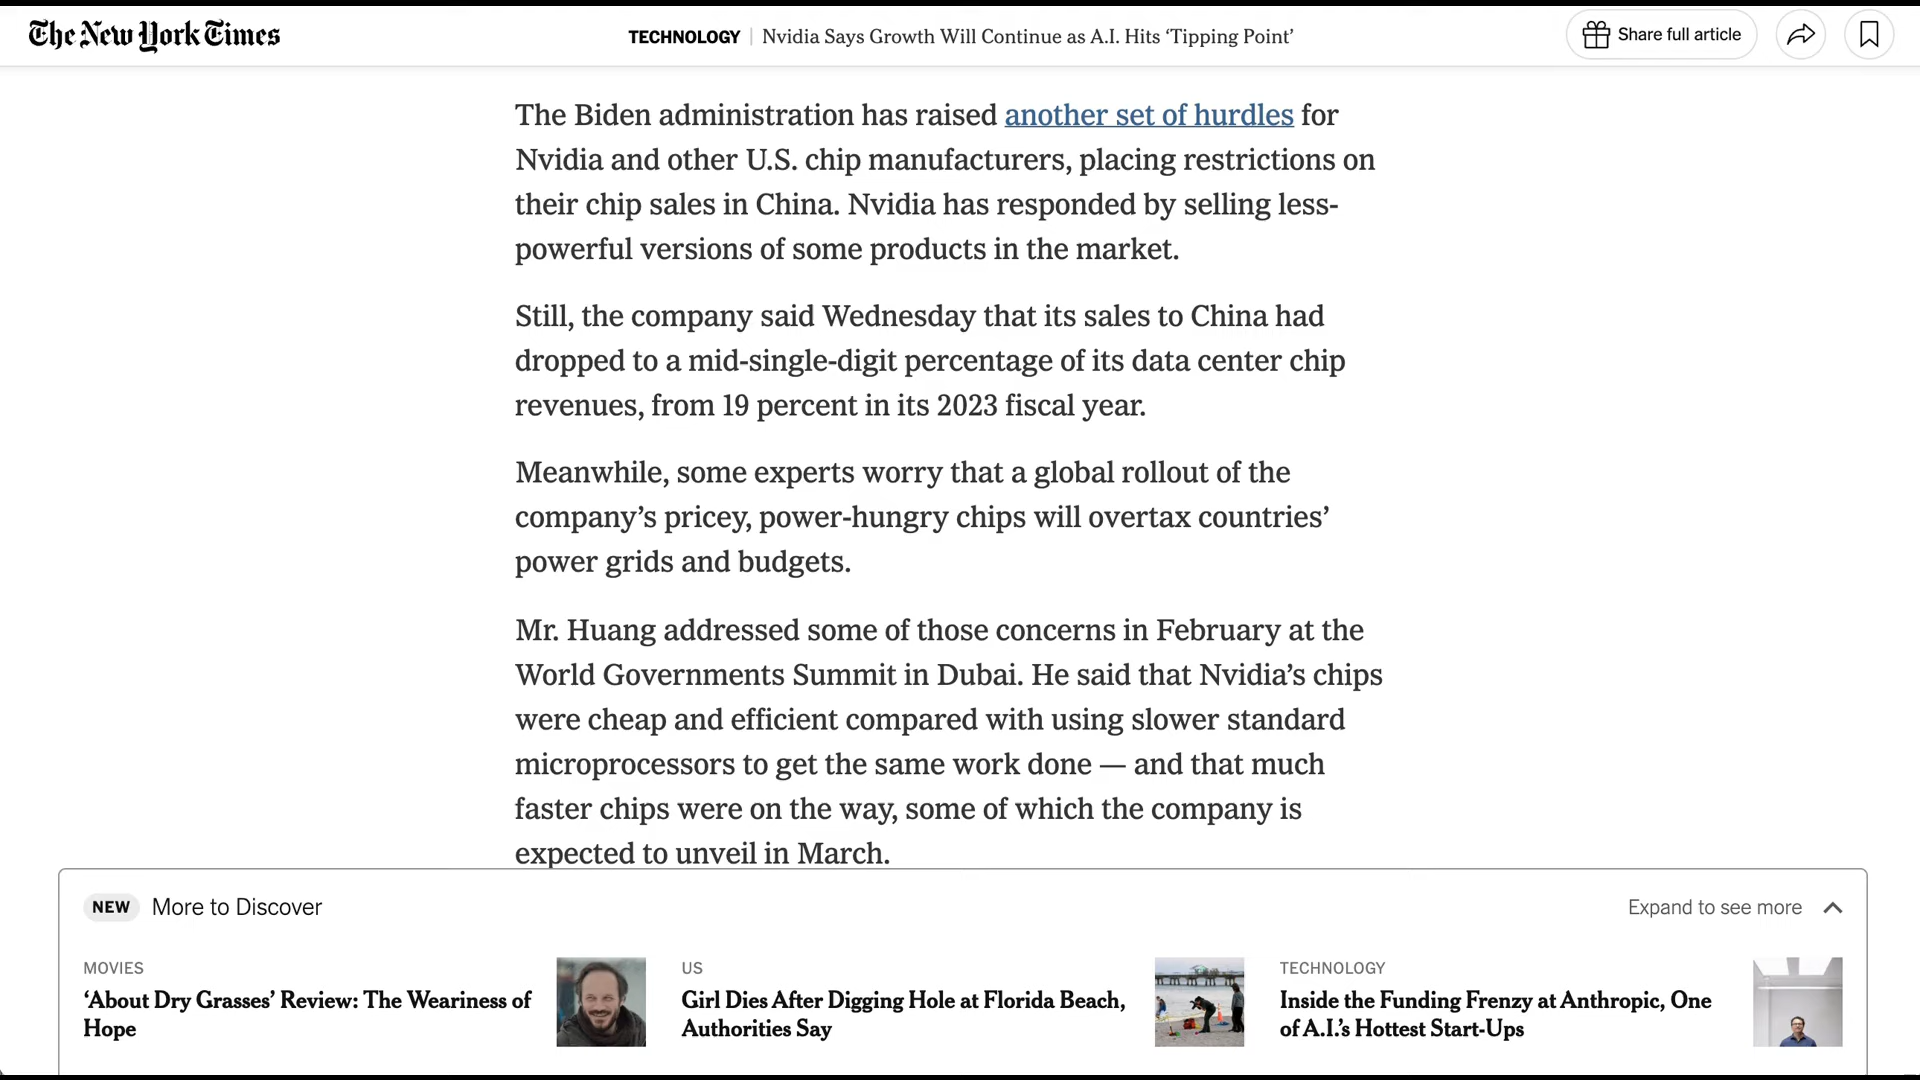 The New York Times
TECHNOLOGY | Nvidia Says Growth Will Continue as A.I. Hits ‘Tipping Point’
Share full article
The Biden administration has raised another set of hurdles for
Nvidia and other U.S. chip manufacturers, placing restrictions on
their chip sales in China. Nvidia has responded by selling less-
powerful versions of some products in the market.
Still, the company said Wednesday that its sales to China had
dropped to a mid-single-digit percentage of its data center chip
revenues, from 19 percent in its 2023 fiscal year.
Meanwhile, some experts worry that a global rollout of the
company’s pricey, power-hungry chips will overtax countries’
power grids and budgets.
Mr. Huang addressed some of those concerns in February at the
World Governments Summit in Dubai. He said that Nvidia’s chips
were cheap and efficient compared with using slower standard
microprocessors to get the same work done — and that much
faster chips were on the way, some of which the company is
expected to unveil in March.
NEW More to Discover
Expand to see more
MOVIES
‘About Dry Grasses’ Review: The Weariness of
Hope
US
Girl Dies After Digging Hole at Florida Beach,
Authorities Say
TECHNOLOGY
Inside the Funding Frenzy at Anthropic, One
of A.I.’s Hottest Start-Ups